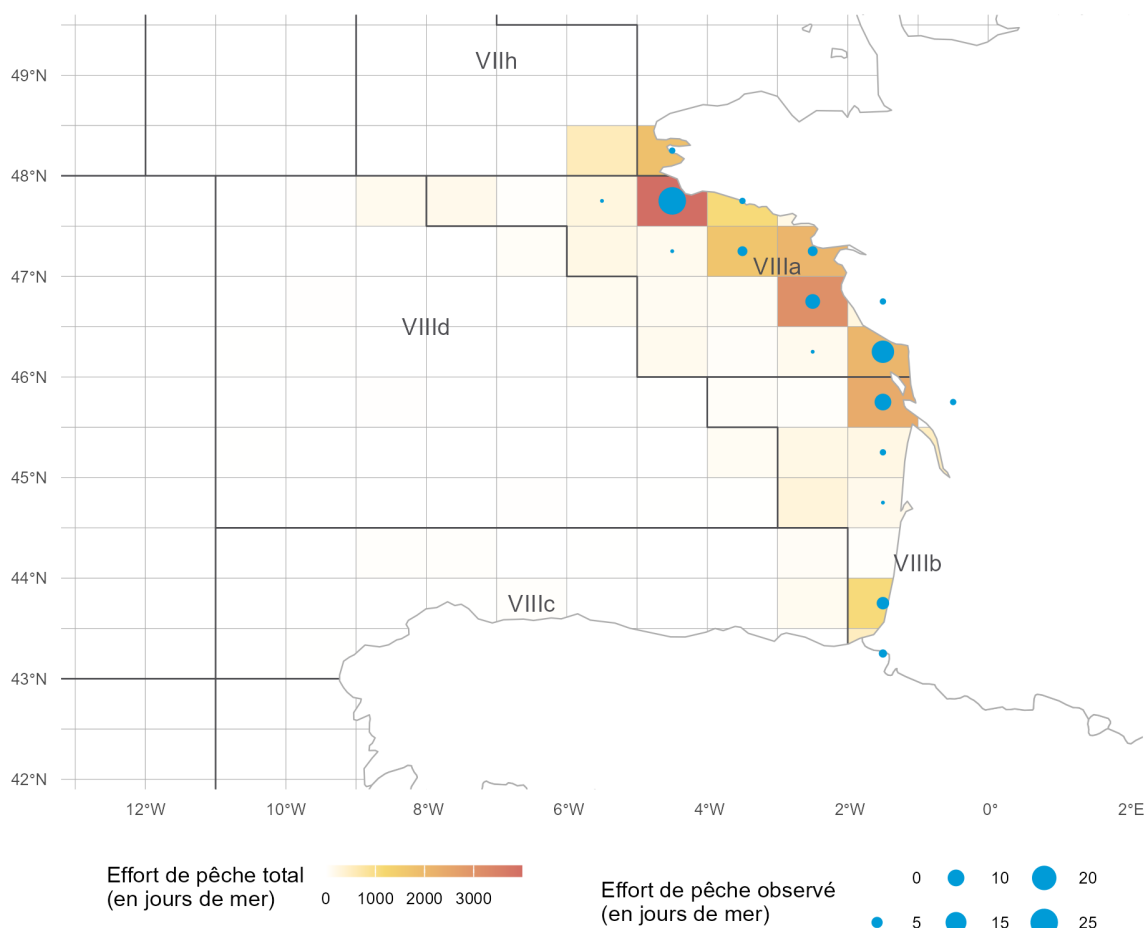 VIIh
49°N
48°N
VIIIa
47°N
VIIId
46°N
45°N
VIIIb
44°N
VIIIc
43°N
42°N
12°W 10°W 8°W 6°W 4°W 2°W 0° 2°E
Effort de pêche total
(en jours de mer)
0 1000 2000 3000
Effort de pêche observé
(en jours de mer)
0 10 20
5 15 25